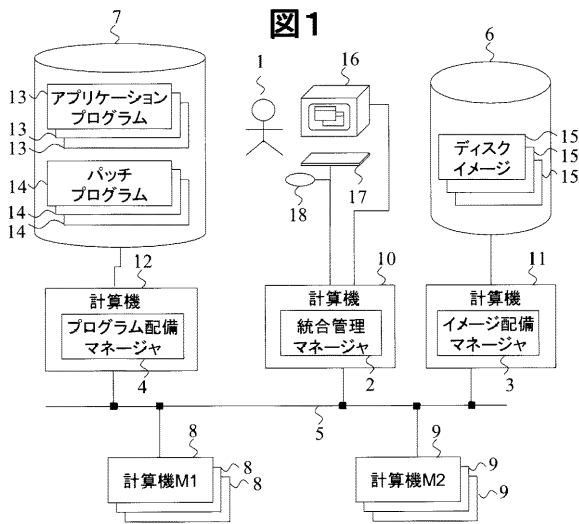 図1
7
6
1
16
13
アプリケーション
プログラム
13
13
14
パッチ
プログラム
14
14
17
18
ディスク
イメージ
15
15
15
12
計算機
プログラム配備
マネージャ
4
10
計算機
統合管理
マネージャ
2
11
計算機
イメージ配備
マネージャ
3
5
8
計算機M1
8
8
9
計算機M2
9
9